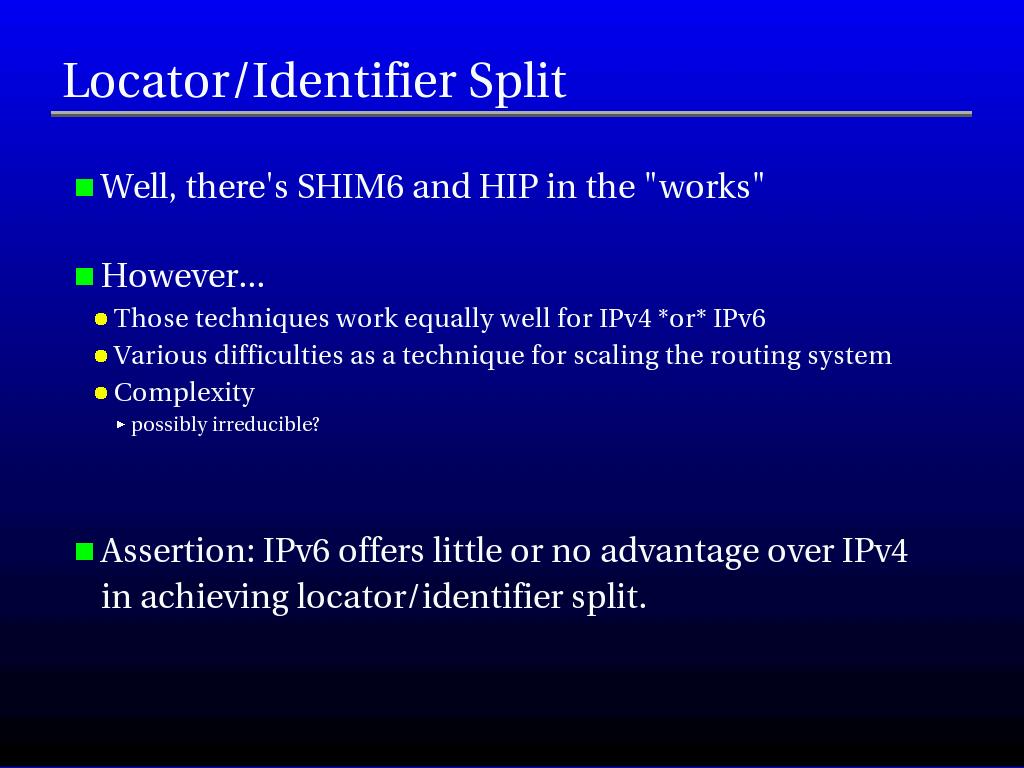 Locator/Identifier Split
Well, there's SHIM6 and HIP in the "works"
However...
Those techniques work equally well for IPv4 *or* IPv6
Various difficulties as a technique for scaling the routing system
Complexity
possibly irreducible?
Assertion: IPv6 offers little or no advantage over IPv4
in achieving locator/identifier split.